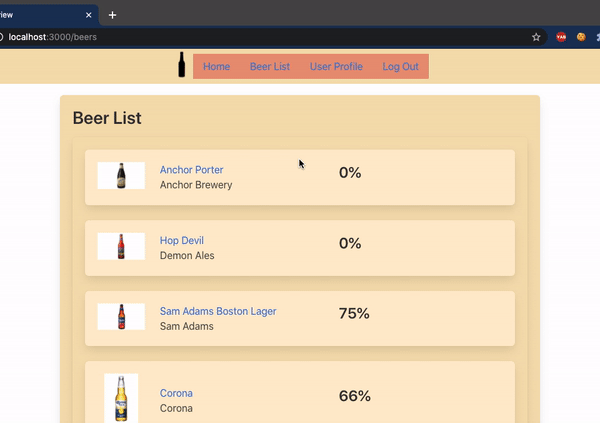 iew
localhost:3000/beers
YAB
Home Beer List User Profile Log Out
Beer List
Anchor Porter
Anchor Brewery
0%
Hop Devil
Demon Ales
0%
Sam Adams Boston Lager
Sam Adams
75%
Corona
Corona
66%